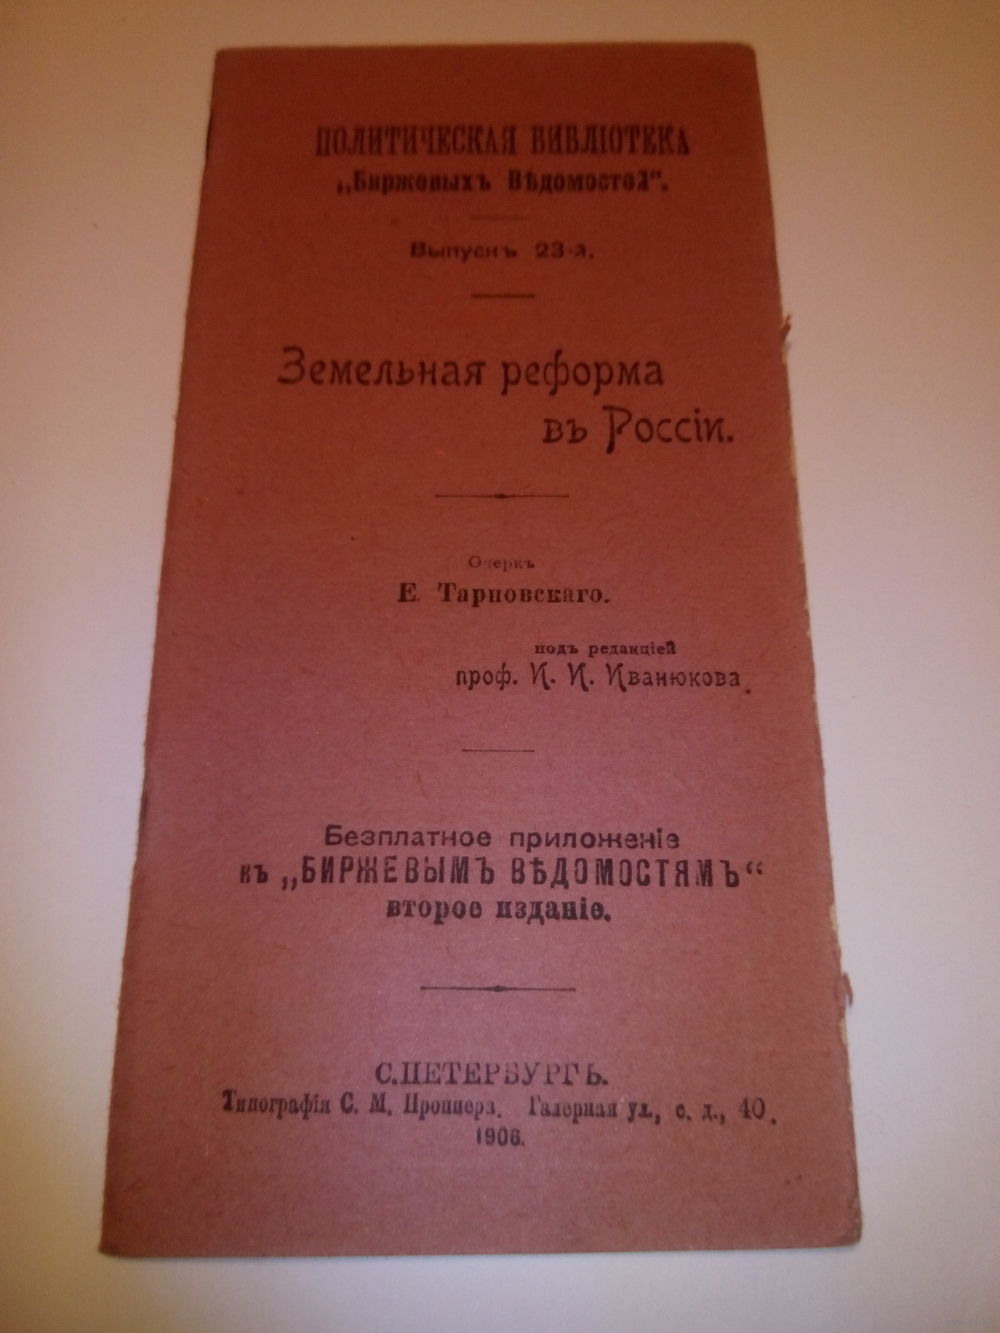 ПОЛИТИЧЕСКАЯ БИБЛІОТЕКА
„Биржевыхъ Вѣдомостей“.
Выпускъ 23-й.
Земельная реформа
въ Россіи.
Очеркъ
Е. Тарновскаго.
подъ редакціей
проф. И. И. Иванюкова.
Безплатное приложеніе
къ „БИРЖЕВЫМЪ ВѢДОМОСТЯМЪ“
второе изданіе.
С.ПЕТЕРБУРГЪ.
Типографія С. М. Проппера. Галерная ул., с. д., 40.
1906.